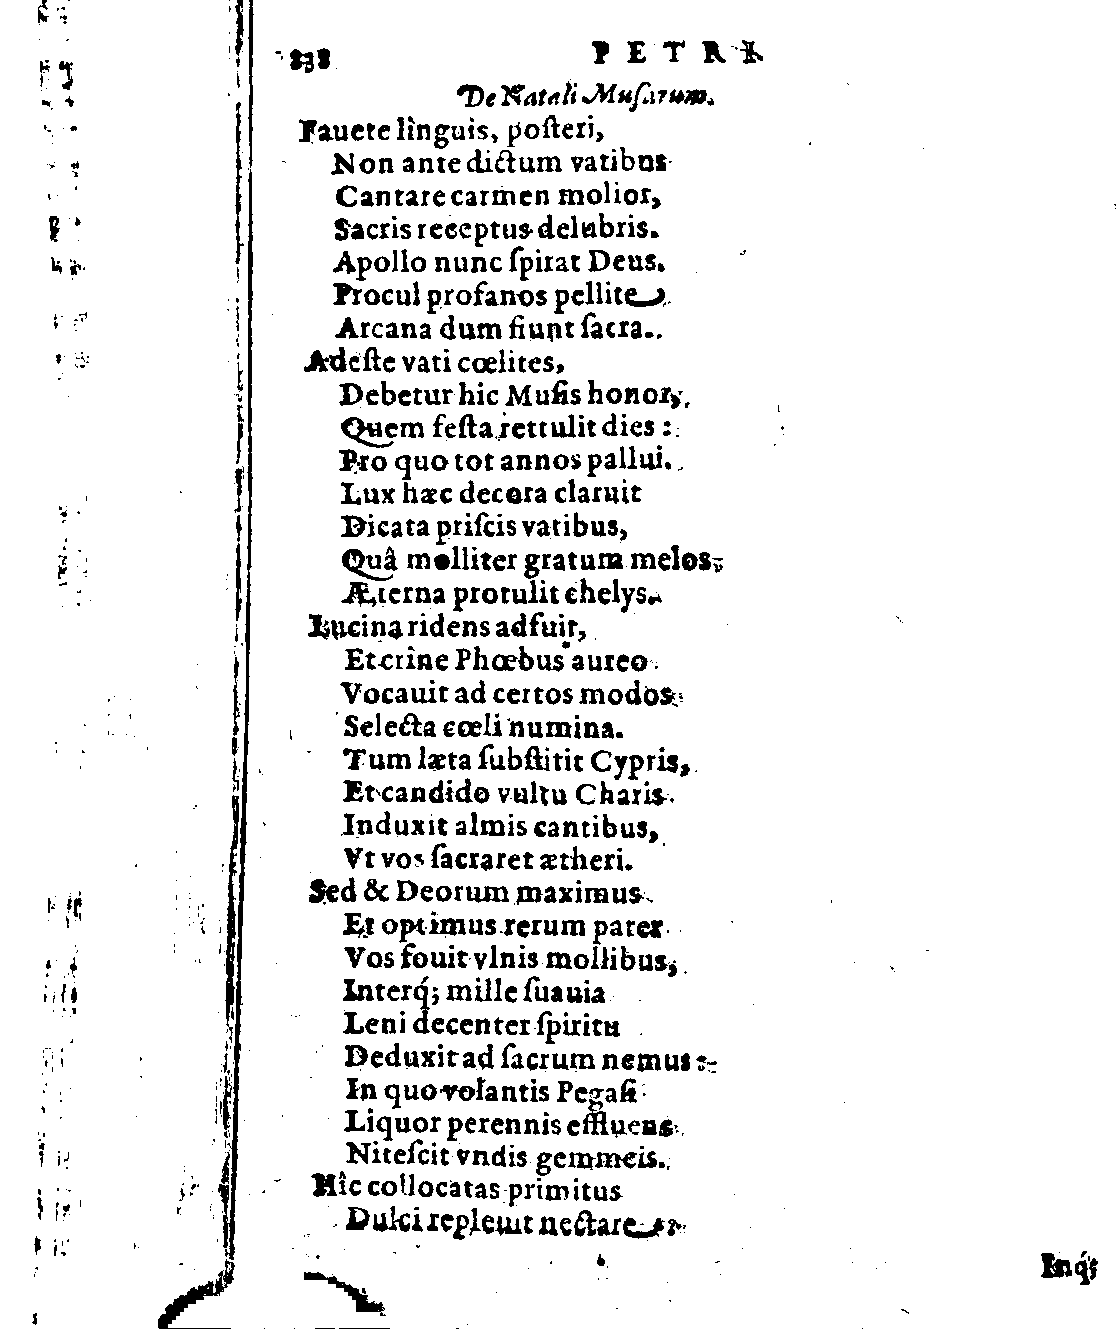 838 PETRI
De Natali Musarum.
Fauete linguis, posteri,
Non ante dictum vatibus
Cantare carmen molior,
Sacris receptus delubris.
Apollo nunc spirat Deus.
Procul profanos pellite
Arcana dum fiunt sacra.
Adeste vati cœlites,
Debetur hic Musis honor,
Quem festa rettulit dies:
Pro quo tot annos pallui.
Lux hæc decora claruit
Dicata priscis vatibus,
Quâ molliter gratum melos
Æterna protulit chelys.
Lucina ridens adfuit,
Et crine Phœbus aureo
Vocauit ad certos modos
Selecta cœli numina.
Tum læta substitit Cypris,
Et candido vultu Charis
Induxit almis cantibus,
Vt vos sacraret ætheri.
Sed & Deorum maximus
Et optimus rerum pater
Vos fouit vlnis mollibus,
Interq́; mille suauia
Leni decenter spiritu
Deduxit ad sacrum nemus:
In quo volantis Pegasi
Liquor perennis effluens
Nitescit vndis gemmeis.
Hîc collocatas primitus
Dulci repleuit nectare
Inq́;